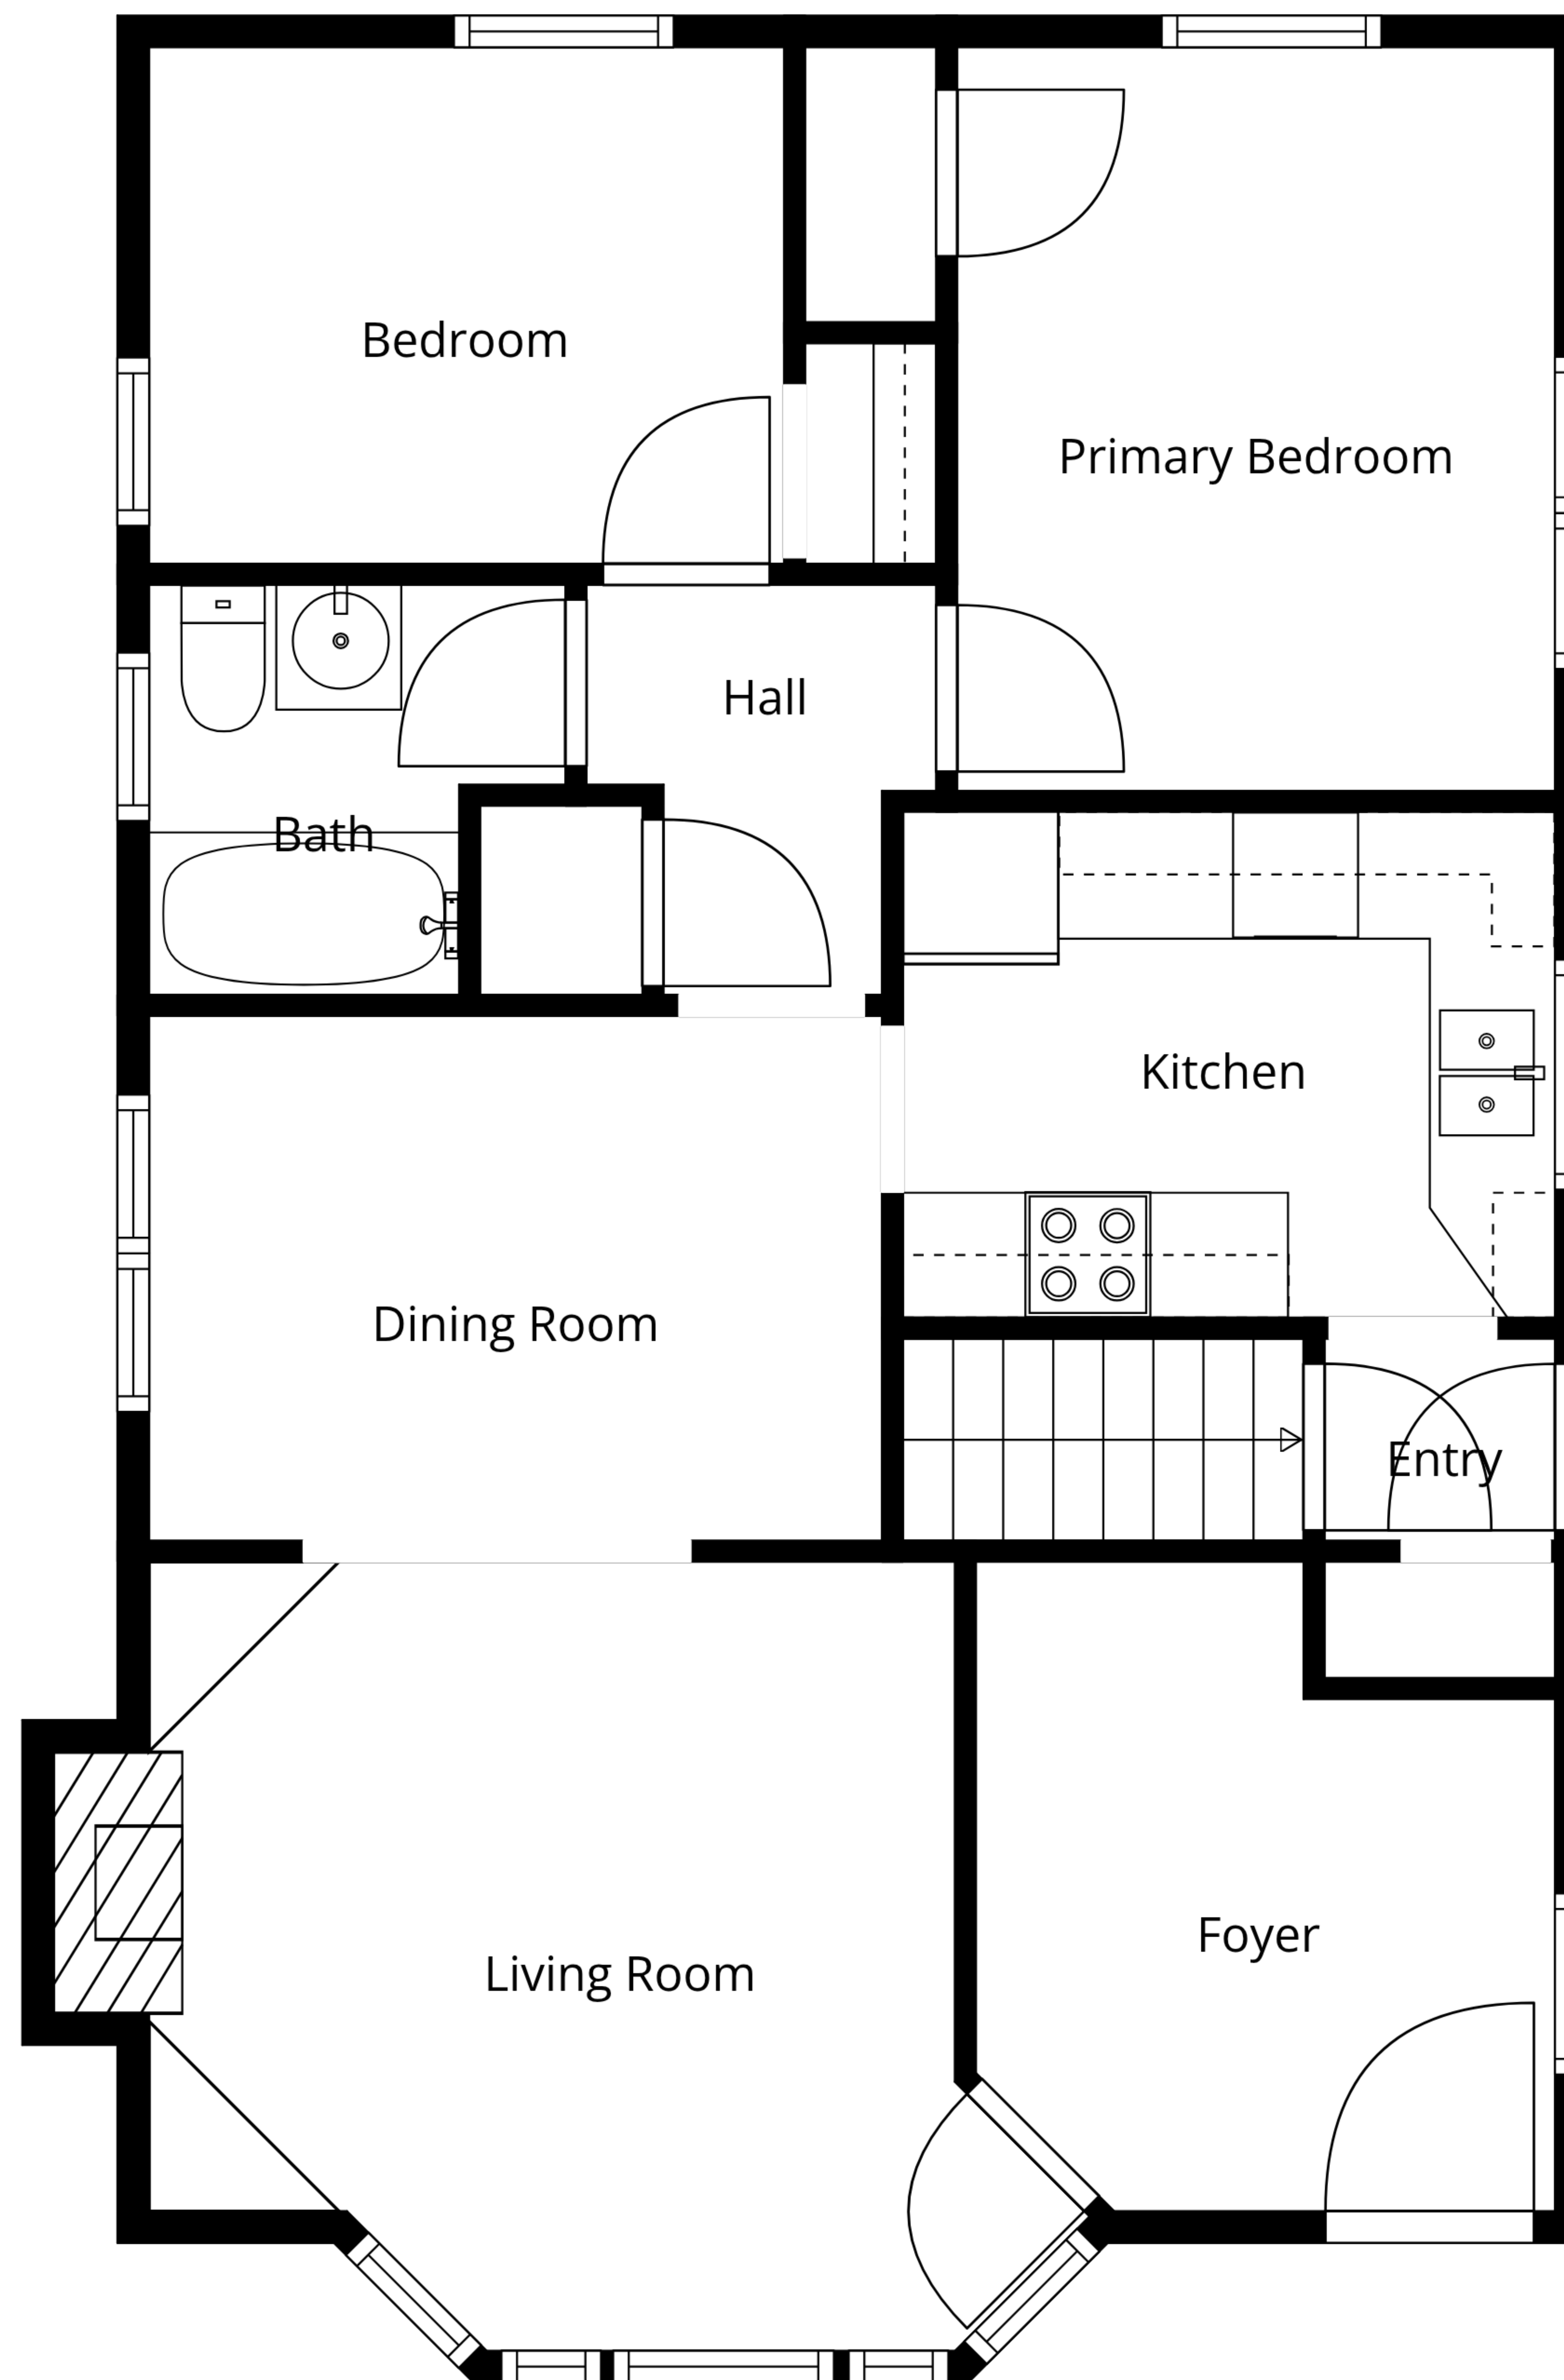 Bedroom
Primary Bedroom
Hall
Bath
Kitchen
Dining Room
Entry
Foyer
Living Room